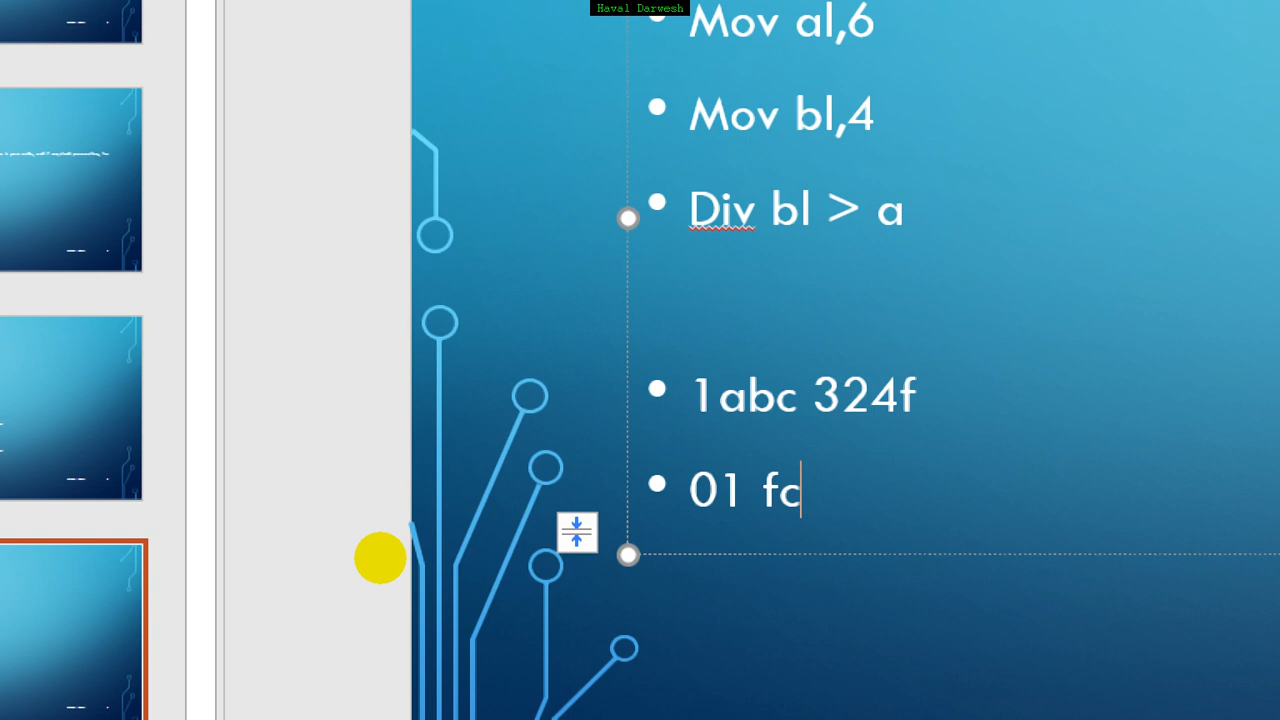 Haval Darwesh
Mov al,6
Mov bl,4
Div bl > a
1abc 324f
01 fc